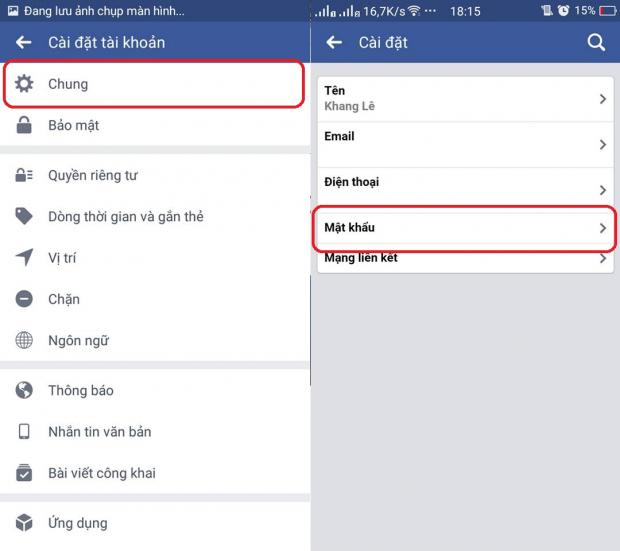 Đang lưu ảnh chụp màn hình...
Cài đặt tài khoản
Chung
Bảo mật
Quyền riêng tư
Dòng thời gian và gắn thẻ
Vị trí
Chặn
Ngôn ngữ
Thông báo
Nhắn tin văn bản
Bài viết công khai
Ứng dụng
16,7K/s ... 18:15 15%
Cài đặt
Tên
Khang Lê
Email
Điện thoại
Mật khẩu
Mạng liên kết